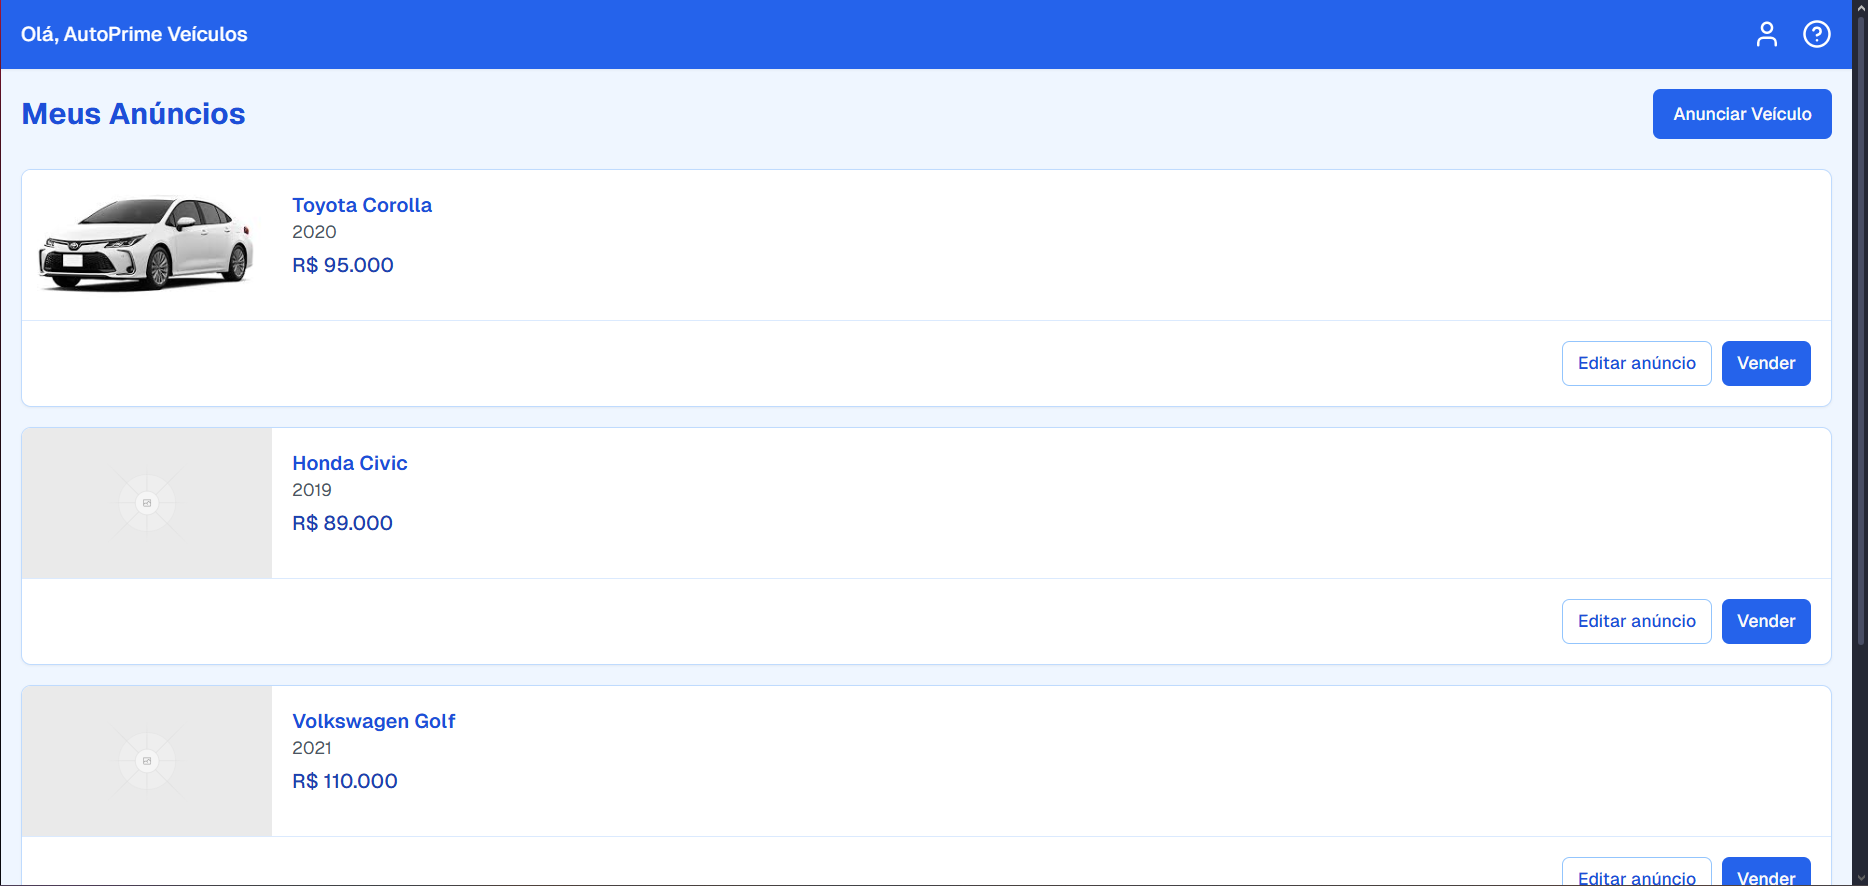 Olá, AutoPrime Veículos
Meus Anúncios
Anunciar Veículo
Toyota Corolla
2020
R$ 95.000
Editar anúncio
Vender
Honda Civic
2019
R$ 89.000
Editar anúncio
Vender
Volkswagen Golf
2021
R$ 110.000
Editar anúncio
Vender